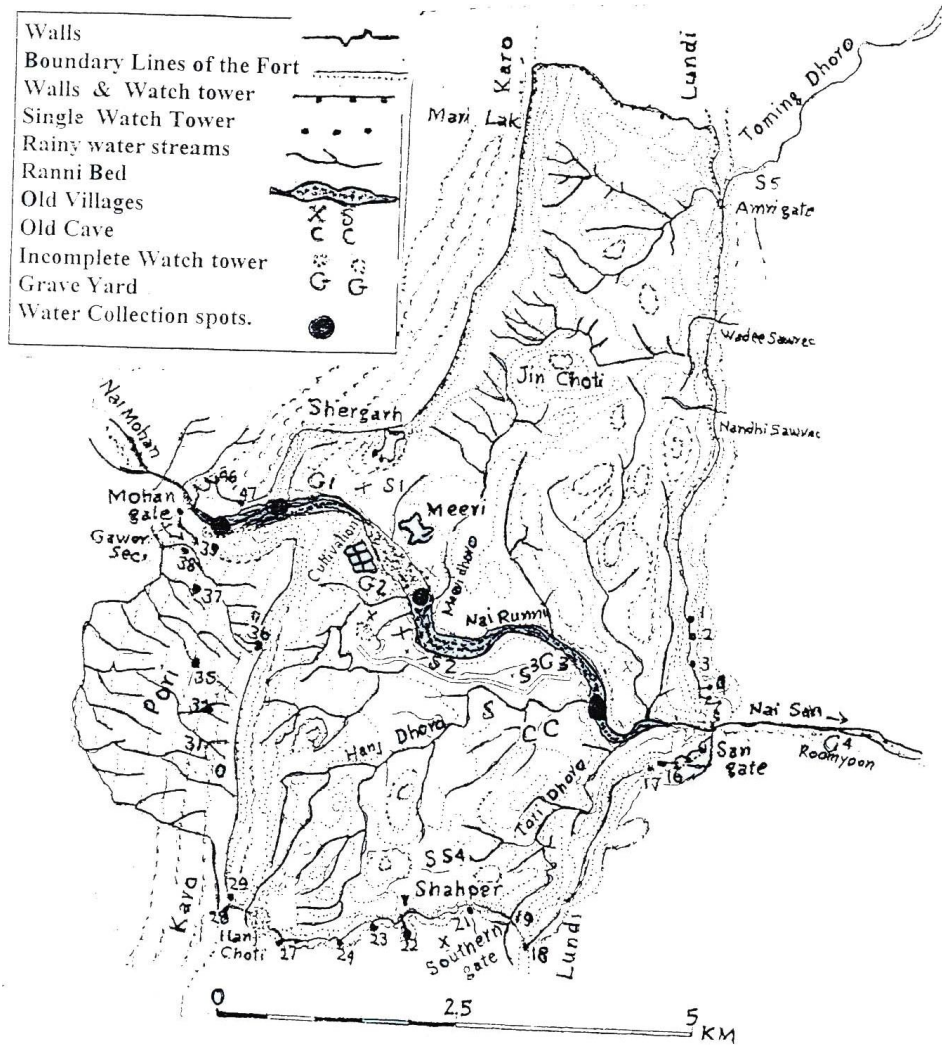 Walls
Boundary Lines of the Fort
Walls & Watch tower
Single Watch Tower
Rainy water streams
Ranni Bed
Old Villages
X S
Old Cave
C C
Incomplete Watch tower
Grave Yard
G G
Water Collection spots.
Karo
Lundi
Toming Dhoro
Mari Lak
S5
Amrigate
Wadee Sawrec
Jin Choti
Nandhi Sawrac
Shergarh
Nai Mohan
46
47
G1
X S1
Mohan
gate
Meeri
Gawor
Secs
39
38
37
Cultivation
G2
Meeri dhoro
Nai Runnu
36
X
S2
S3 G3
35
Pori
1
2
3
4
Nai San
G4
Roomyoon
San
gate
31
S
C C
Hanj Dhoro
17 16
Tori Dhoro
C
S S4
Shahper
29
28
Hanj
Choti
27
24
23
22
21
X
Southern
gate
19
18
Karo
Lundi
0 2.5 5
KM